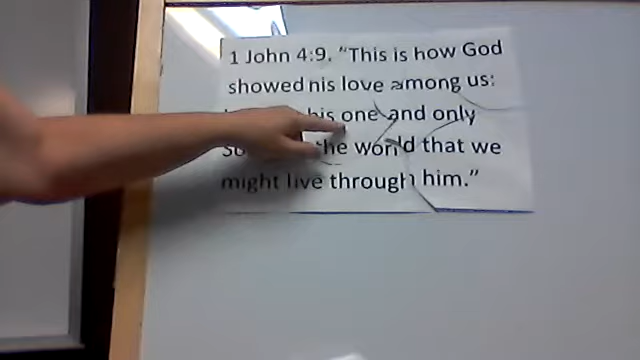 1 John 4:9, "This is how God
showed his love among us:
his one and only
the world that we
might live through him."